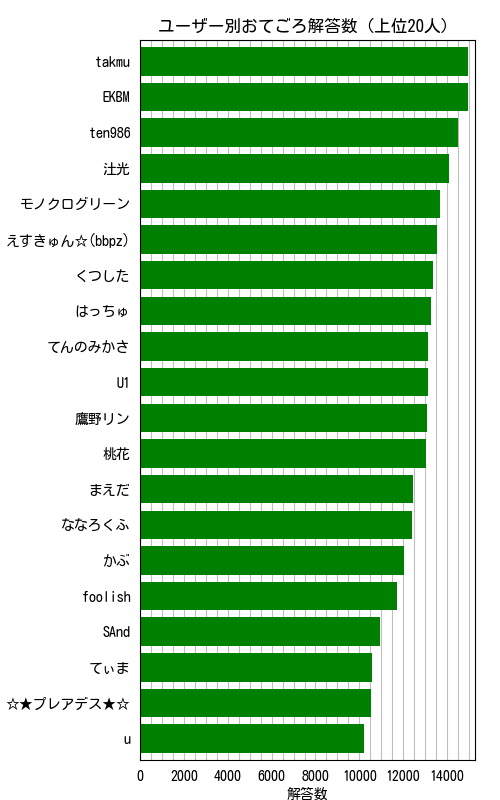 ユーザー別おてごろ解答数 (上位20人)
takmu
EKBM
ten986
汢光
モノクログリーン
えすきゅん☆(bbpz)
くつした
はっちゅ
てんのみかさ
U1
鷹野リン
桃花
まえだ
ななろくふ
かぶ
foolish
SAnd
てぃま
☆★プレアデス★☆
u
0 2000 4000 6000 8000 10000 12000 14000
解答数